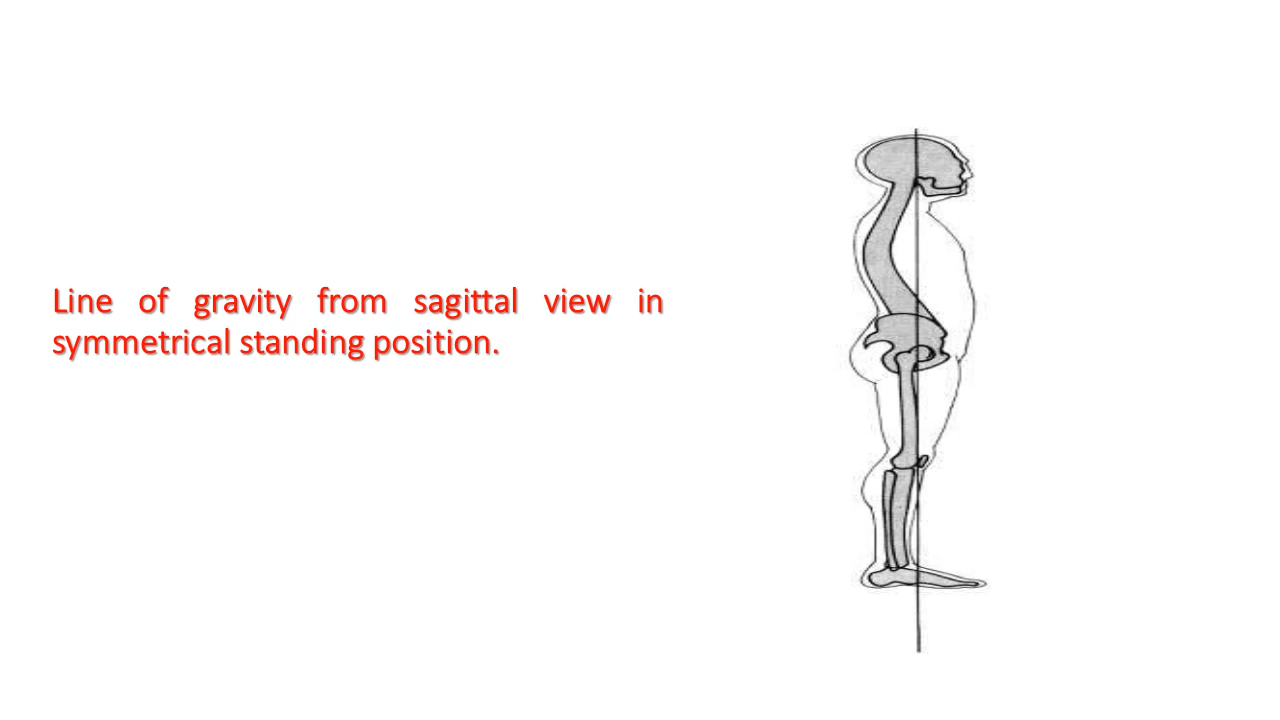 Line of gravity from sagittal view in
symmetrical standing position.